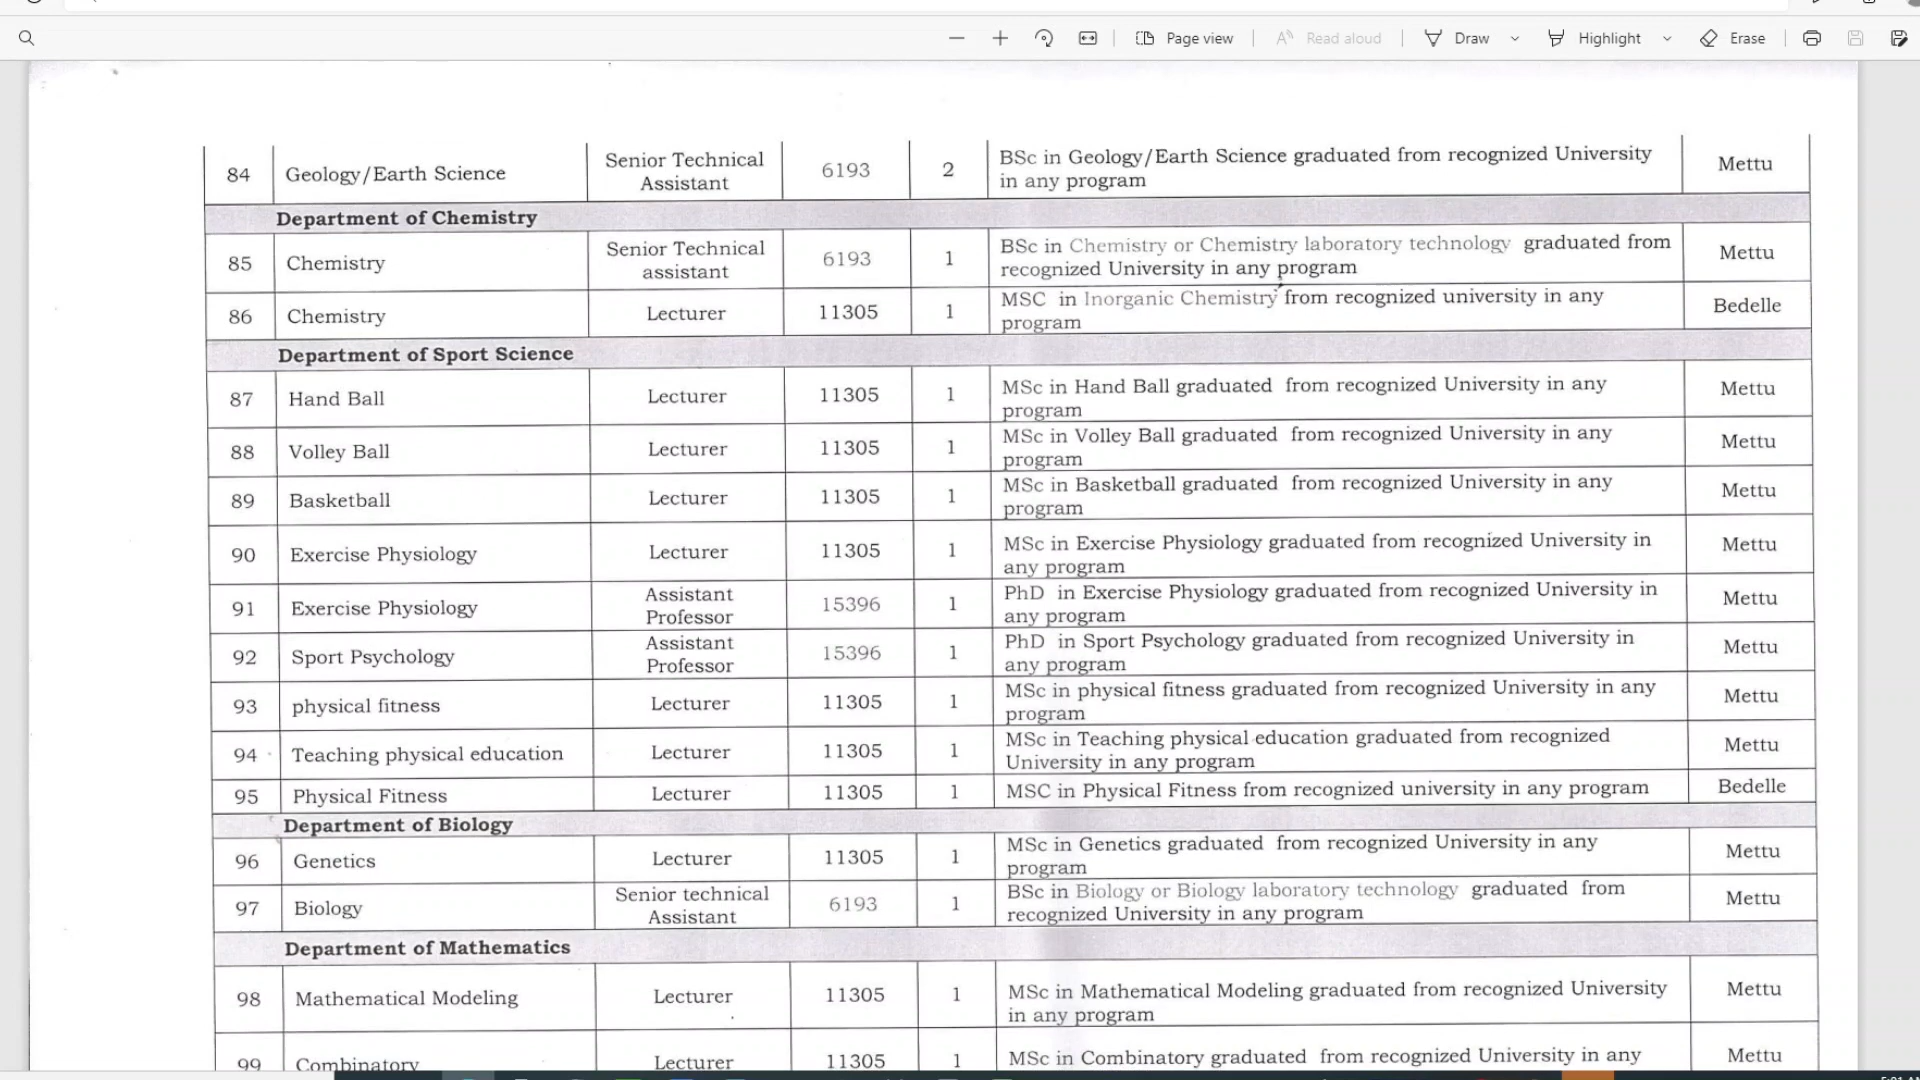 Page view
Read aloud
Draw
Highlight
Erase
84 Geology/Earth Science Senior Technical Assistant 6193 2 BSc in Geology/Earth Science graduated from recognized University in any program Mettu
Department of Chemistry
85 Chemistry Senior Technical assistant 6193 1 BSc in Chemistry or Chemistry laboratory technology graduated from recognized University in any program Mettu
86 Chemistry Lecturer 11305 1 MSC in Inorganic Chemistry from recognized university in any program Bedelle
Department of Sport Science
87 Hand Ball Lecturer 11305 1 MSc in Hand Ball graduated from recognized University in any program Mettu
88 Volley Ball Lecturer 11305 1 MSc in Volley Ball graduated from recognized University in any program Mettu
89 Basketball Lecturer 11305 1 MSc in Basketball graduated from recognized University in any program Mettu
90 Exercise Physiology Lecturer 11305 1 MSc in Exercise Physiology graduated from recognized University in any program Mettu
91 Exercise Physiology Assistant Professor 15396 1 PhD in Exercise Physiology graduated from recognized University in any program Mettu
92 Sport Psychology Assistant Professor 15396 1 PhD in Sport Psychology graduated from recognized University in any program Mettu
93 physical fitness Lecturer 11305 1 MSc in physical fitness graduated from recognized University in any program Mettu
94 Teaching physical education Lecturer 11305 1 MSc in Teaching physical education graduated from recognized University in any program Mettu
95 Physical Fitness Lecturer 11305 1 MSC in Physical Fitness from recognized university in any program Bedelle
Department of Biology
96 Genetics Lecturer 11305 1 MSc in Genetics graduated from recognized University in any program Mettu
97 Biology Senior technical Assistant 6193 1 BSc in Biology or Biology laboratory technology graduated from recognized University in any program Mettu
Department of Mathematics
98 Mathematical Modeling Lecturer 11305 1 MSc in Mathematical Modeling graduated from recognized University in any program Mettu
99 Combinatory Lecturer 11305 1 MSc in Combinatory graduated from recognized University in any Mettu